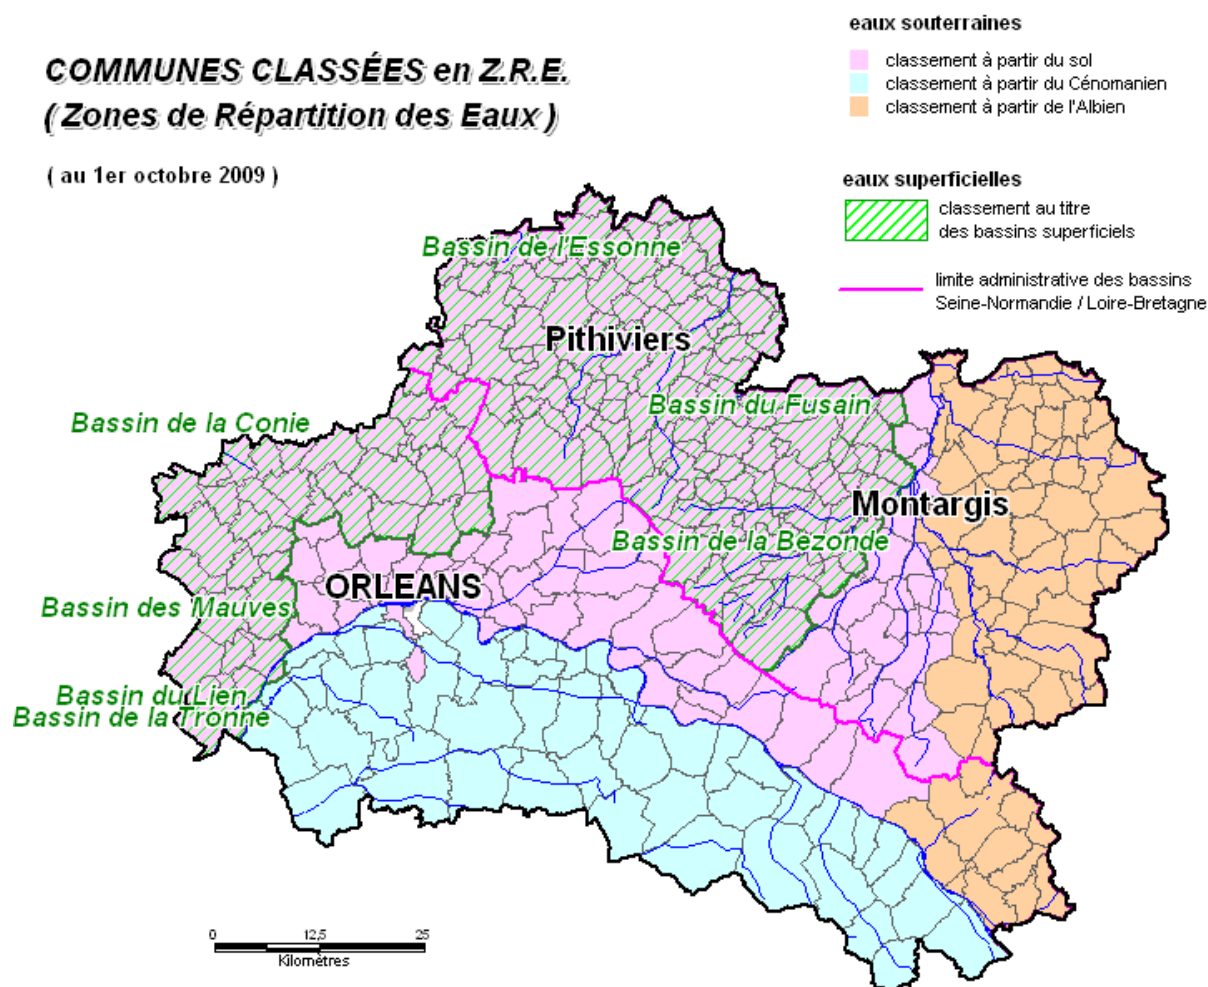 COMMUNES CLASSÉES en Z.R.E.
( Zones de Répartition des Eaux )
( au 1er octobre 2009 )
eaux souterraines
classement à partir du sol
classement à partir du Cénomanien
classement à partir de l'Albien
eaux superficielles
classement au titre
des bassins superficiels
limite administrative des bassins
Seine-Normandie / Loire-Bretagne
Bassin de l'Essonne
Pithiviers
Bassin du Fusain
Bassin de la Conie
Montargis
Bassin de la Bezonde
ORLEANS
Bassin des Mauves
Bassin du Lien
Bassin de la Tronne
0 12,5 25
Kilomètres